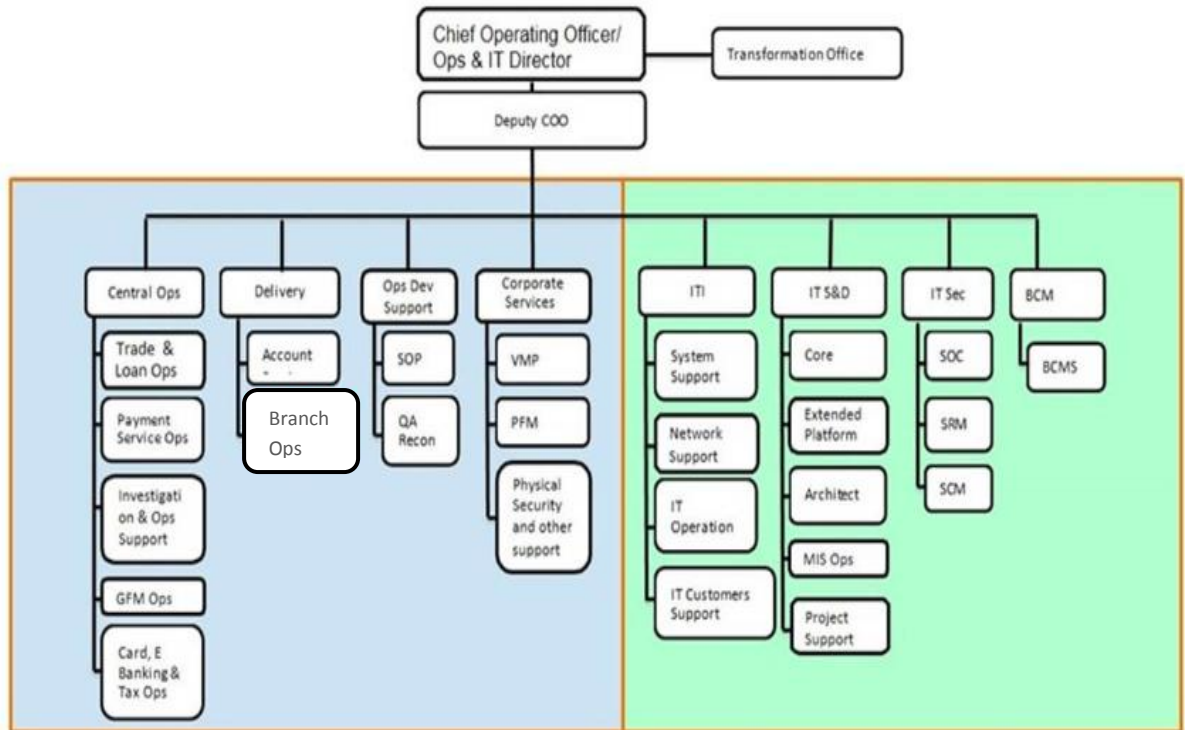 Chief Operating Officer/
Ops & IT Director
Transformation Office
Deputy COO
Central Ops
Delivery
Ops Dev
Support
Corporate
Services
ITI
IT S&D
IT Sec
BCM
Trade &
Loan Ops
Payment
Service Ops
Investigati
on & Ops
Support
GFM Ops
Card, E
Banking &
Tax Ops
Account
Branch
Ops
SOP
QA
Recon
VMP
PFM
Physical
Security
and other
support
System
Support
Network
Support
IT
Operation
IT Customers
Support
Core
Extended
Platform
Architect
MIS Ops
Project
Support
SOC
SRM
SCM
BCMS